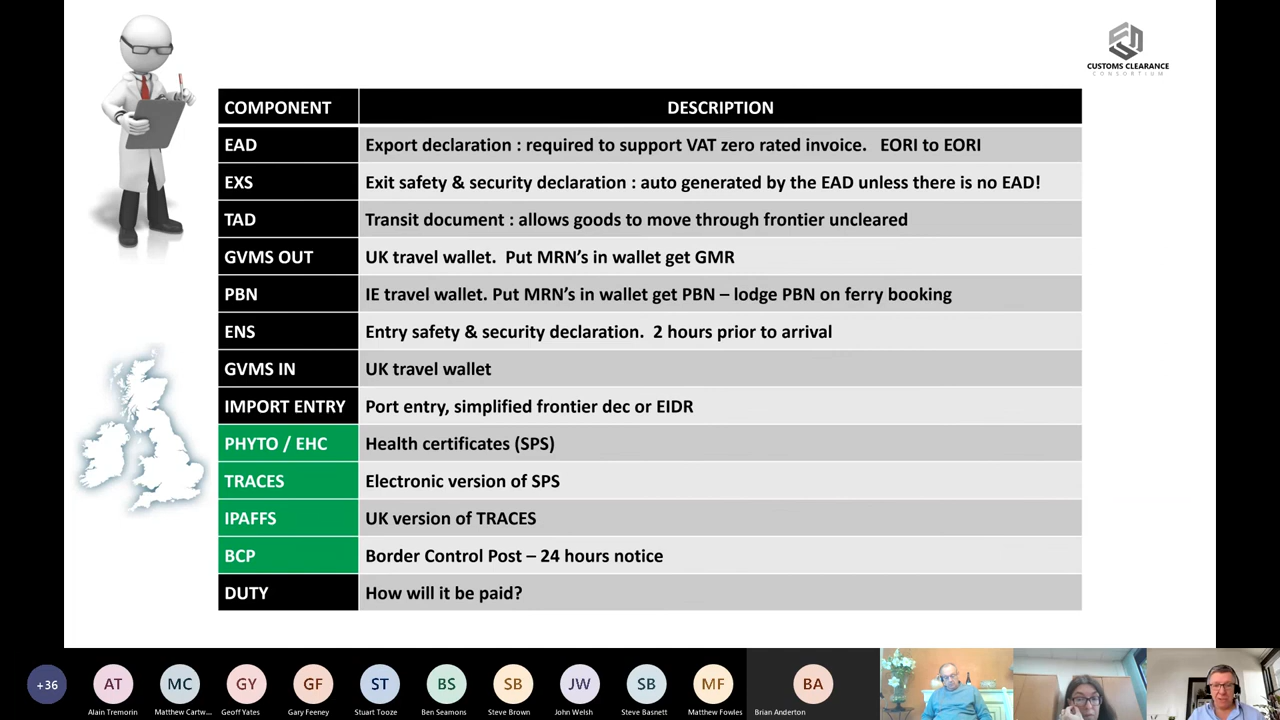 CUSTOMS CLEARANCE
CONSORTIUM
COMPONENT DESCRIPTION
EAD Export declaration : required to support VAT zero rated invoice. EORI to EORI
EXS Exit safety & security declaration : auto generated by the EAD unless there is no EAD!
TAD Transit document : allows goods to move through frontier uncleared
GVMS OUT UK travel wallet. Put MRN's in wallet get GMR
PBN IE travel wallet. Put MRN's in wallet get PBN – lodge PBN on ferry booking
ENS Entry safety & security declaration. 2 hours prior to arrival
GVMS IN UK travel wallet
IMPORT ENTRY Port entry, simplified frontier dec or EIDR
PHYTO / EHC Health certificates (SPS)
TRACES Electronic version of SPS
IPAFFS UK version of TRACES
BCP Border Control Post – 24 hours notice
DUTY How will it be paid?
+36 AT MC GY GF ST BS SB JW SB MF BA
Alain Tremorin Matthew Cartw... Geoff Yates Gary Feeney Stuart Tooze Ben Seamons Steve Brown John Welsh Steve Basnett Matthew Fowles Brian Anderton